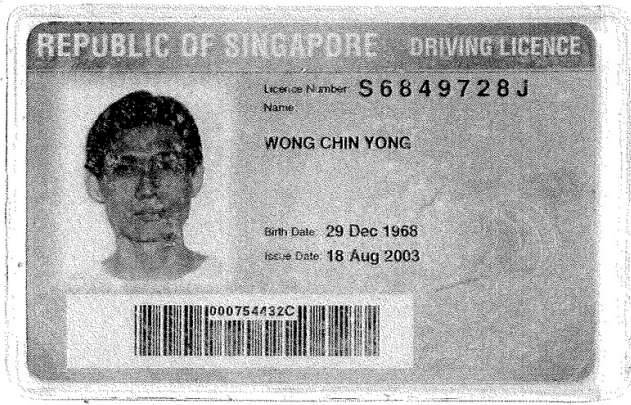 REPUBLIC OF SINGAPORE DRIVING LICENCE
Licence Number: S6849728J
Name
WONG CHIN YONG
Birth Date: 29 Dec 1968
Issue Date: 18 Aug 2003
000754432C